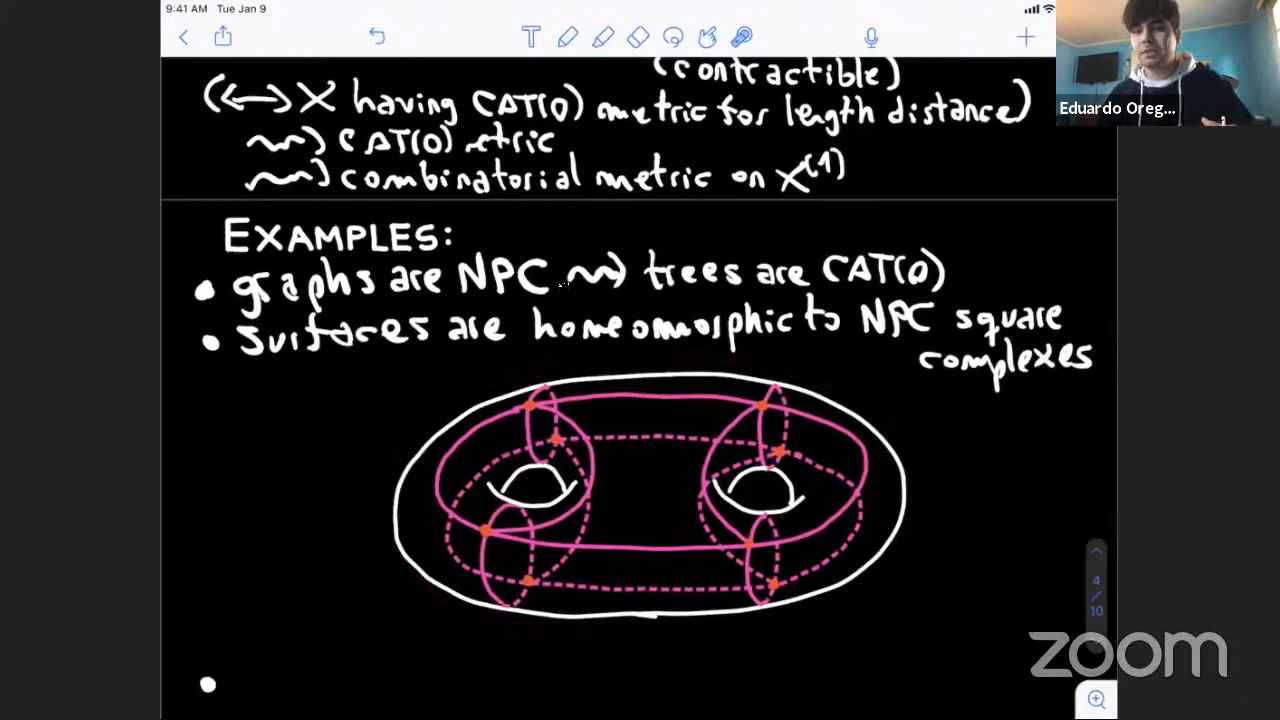 9:41 AM Tue Jan 9
(contractible)
(↔ X having CAT(0) metric for length distance)
⇝ CAT(0) etric
⇝ combinatorial metric on X⁽¹⁾
EXAMPLES:
• graphs are NPC ⇝ trees are CAT(0)
• surfaces are homeomorphic to NPC square
complexes
Eduardo Oreg...
4
/
10
zoom